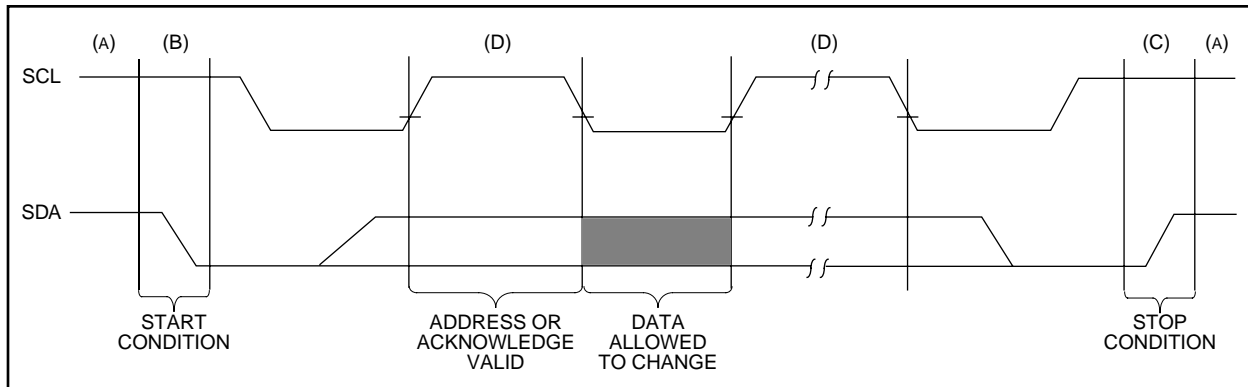 (A) (B) (D) (D) (C) (A)
SCL
SDA
START
CONDITION
ADDRESS OR
ACKNOWLEDGE
VALID
DATA
ALLOWED
TO CHANGE
STOP
CONDITION